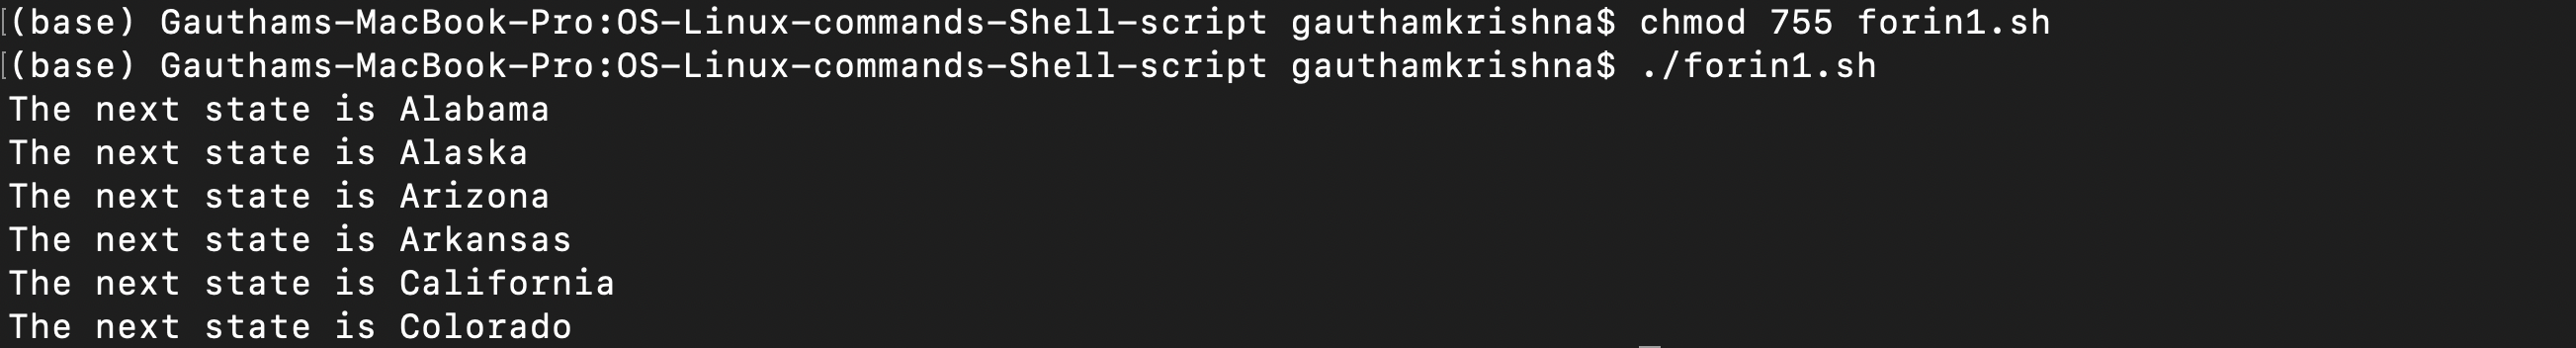 (base) Gauthams-MacBook-Pro:OS-Linux-commands-Shell-script gauthamkrishna$ chmod 755 forin1.sh
(base) Gauthams-MacBook-Pro:OS-Linux-commands-Shell-script gauthamkrishna$ ./forin1.sh
The next state is Alabama
The next state is Alaska
The next state is Arizona
The next state is Arkansas
The next state is California
The next state is Colorado